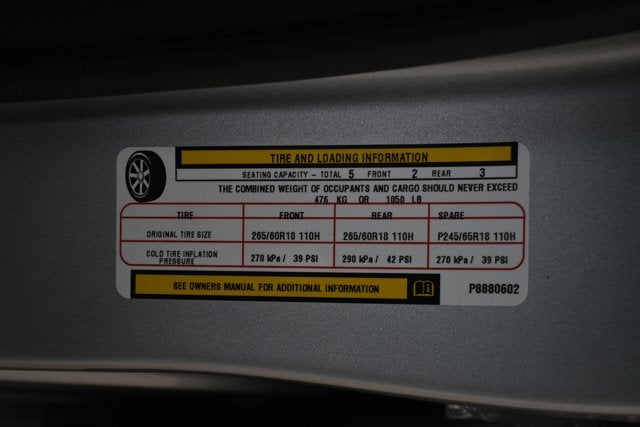 TIRE AND LOADING INFORMATION
SEATING CAPACITY – TOTAL 5 FRONT 2 REAR 3
THE COMBINED WEIGHT OF OCCUPANTS AND CARGO SHOULD NEVER EXCEED
476 KG OR 1050 LB
TIRE FRONT REAR SPARE
ORIGINAL TIRE SIZE 265/60R18 110H 265/60R18 110H P245/65R18 110H
COLD TIRE INFLATION
PRESSURE 270 kPa / 39 PSI 290 kPa / 42 PSI 270 kPa / 39 PSI
SEE OWNERS MANUAL FOR ADDITIONAL INFORMATION P8880602